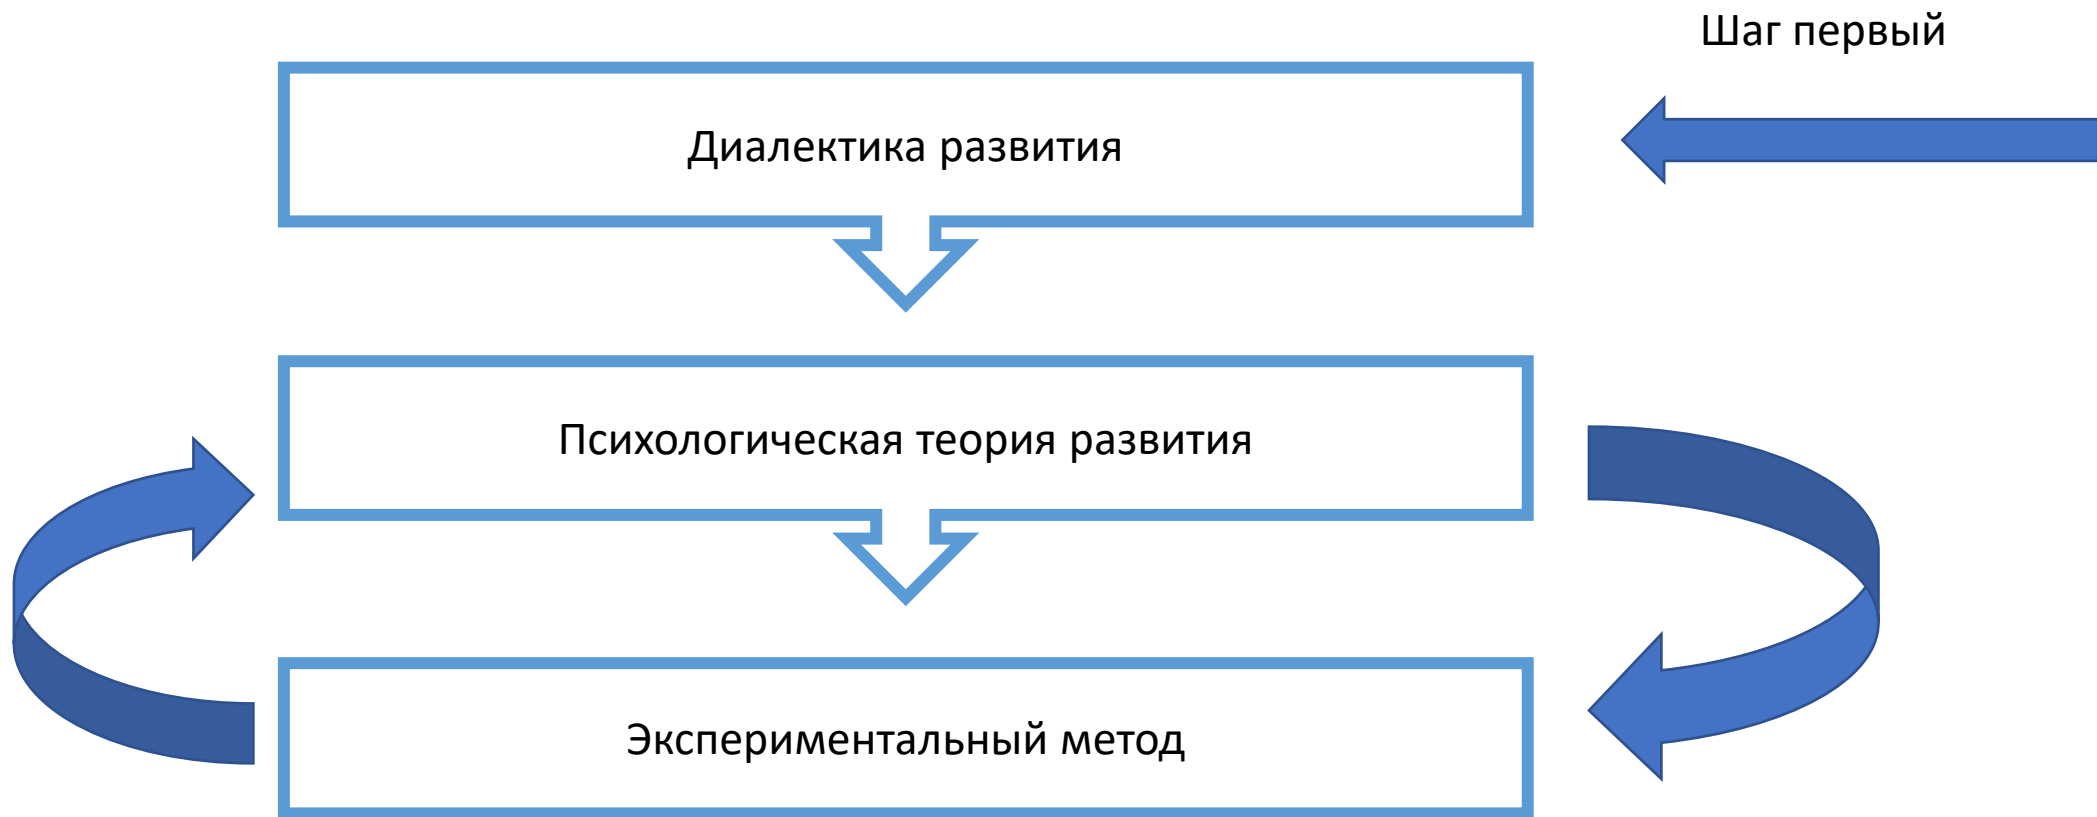 Шаг первый
Диалектика развития
Психологическая теория развития
Экспериментальный метод